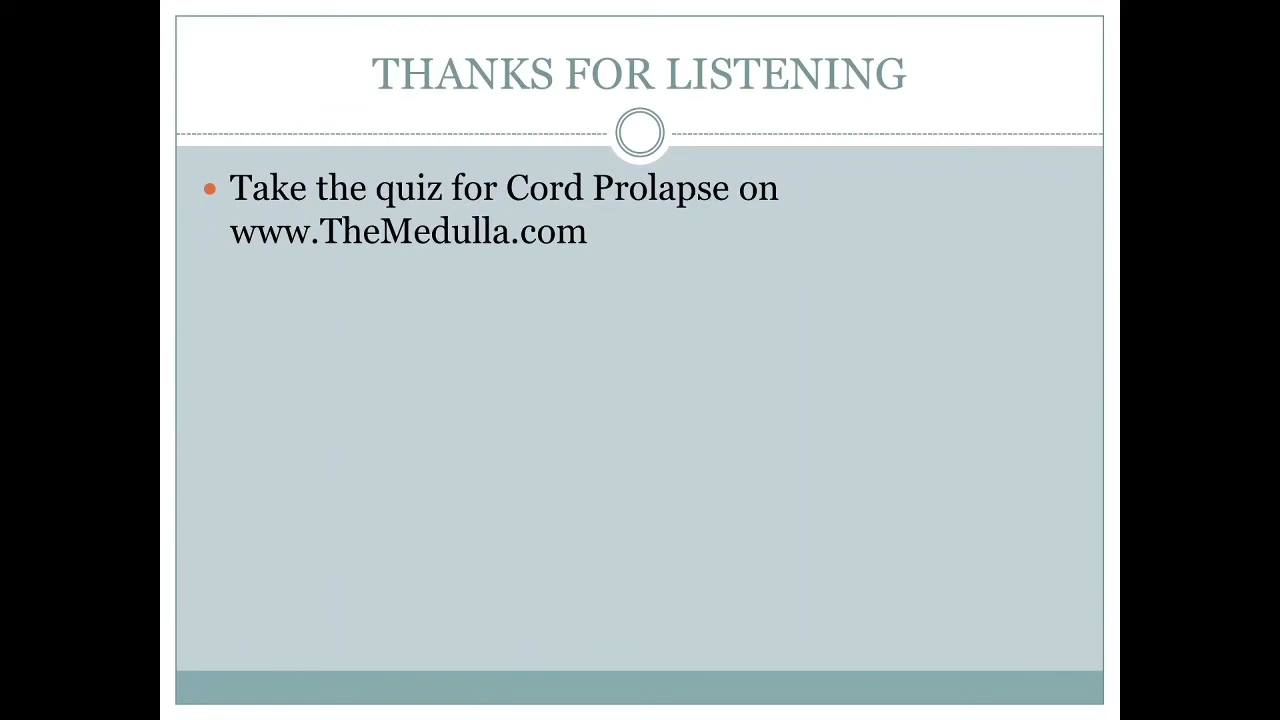 THANKS FOR LISTENING
• Take the quiz for Cord Prolapse on
www.TheMedulla.com